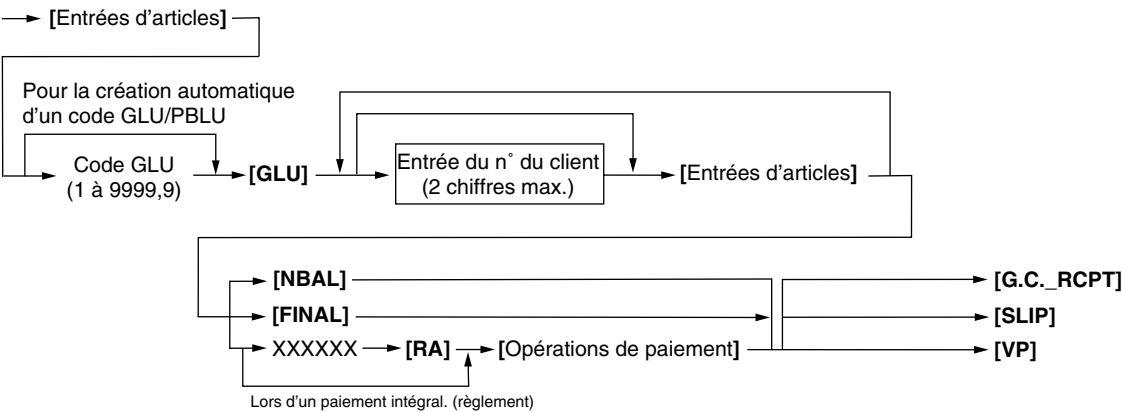 [Entrées d'articles]
Pour la création automatique
d'un code GLU/PBLU
Code GLU
(1 à 9999,9)
[GLU]
Entrée du n˚ du client
(2 chiffres max.)
[Entrées d'articles]
[NBAL]
[G.C._RCPT]
[FINAL]
[SLIP]
XXXXXX [RA] [Opérations de paiement] [VP]
Lors d'un paiement intégral. (règlement)